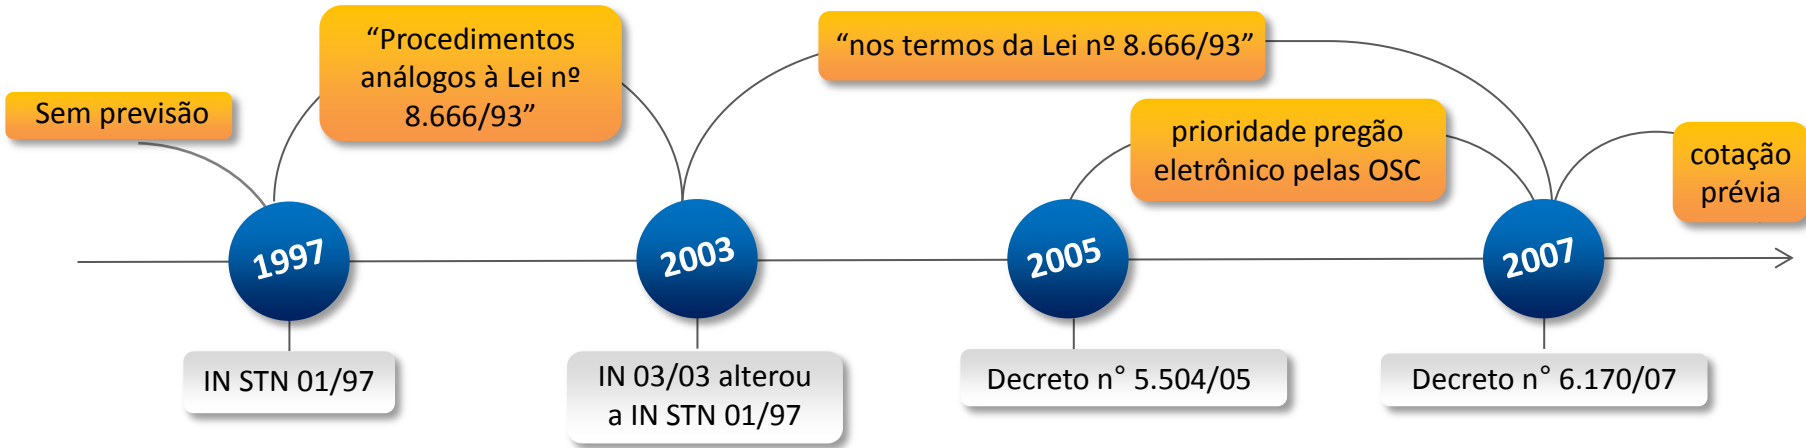 Sem previsão
“Procedimentos
análogos à Lei nº
8.666/93”
“nos termos da Lei nº 8.666/93”
prioridade pregão
eletrônico pelas OSC
cotação
prévia
1997
2003
2005
2007
IN STN 01/97
IN 03/03 alterou
a IN STN 01/97
Decreto n° 5.504/05
Decreto n° 6.170/07